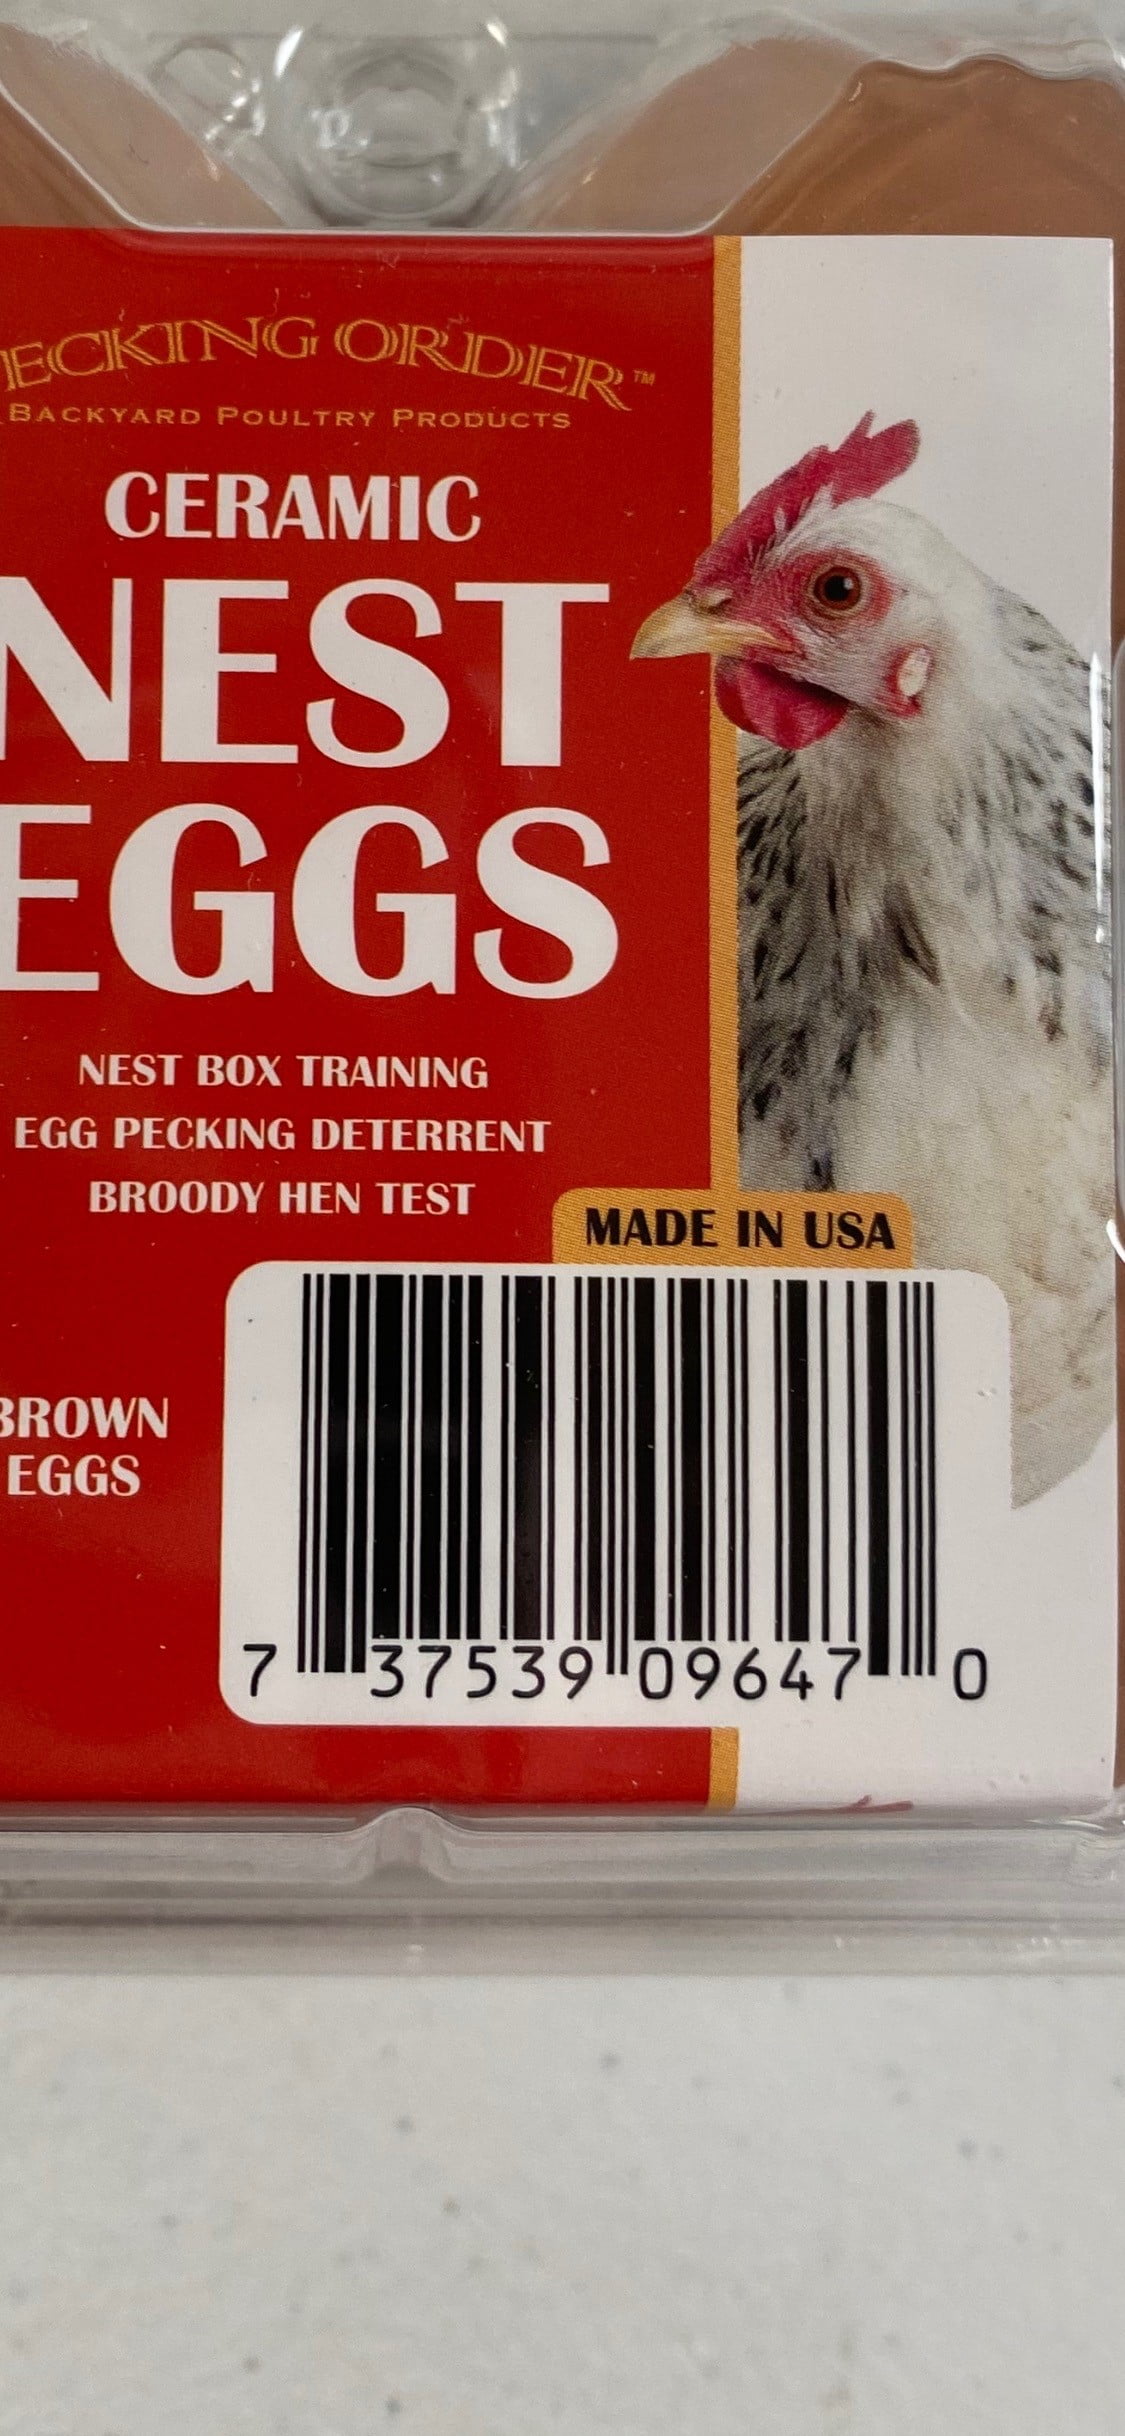 ECKING ORDER™
BACKYARD POULTRY PRODUCTS
CERAMIC
NEST
EGGS
NEST BOX TRAINING
EGG PECKING DETERRENT
BROODY HEN TEST
MADE IN USA
BROWN
EGGS
7 37539 09647 0